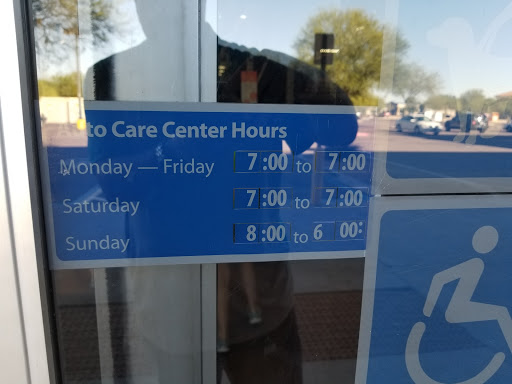 to Care Center Hours
Monday — Friday 7:00 to 7:00
Saturday 7:00 to 7:00
Sunday 8:00 to 6 00: